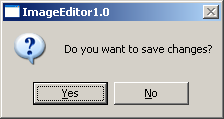 ImageEditor1.0
Do you want to save changes?
Yes
No